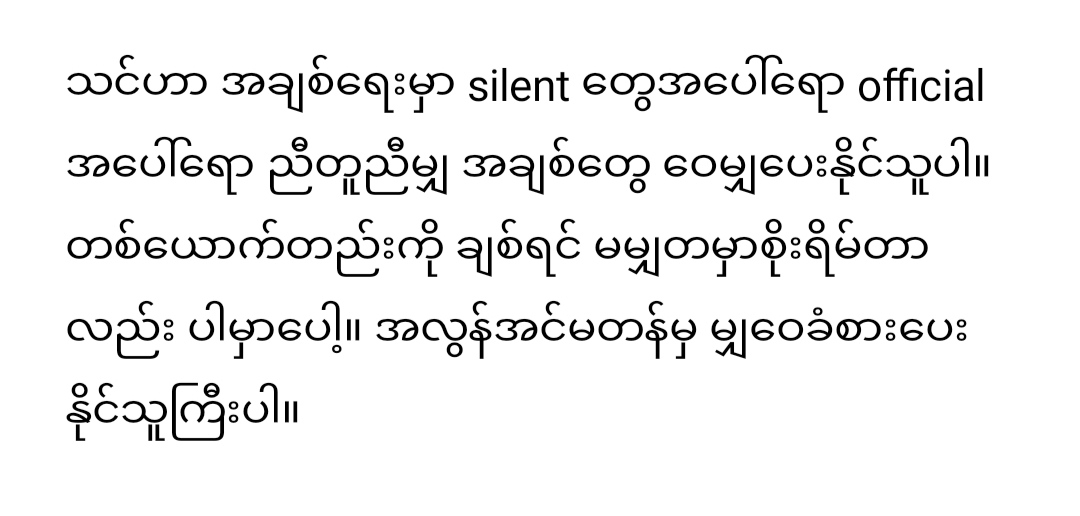 သင်ဟာ အချစ်ရေးမှာ silent တွေအပေါ်ရော official
အပေါ်ရော ညီတူညီမျှ အချစ်တွေ ဝေမျှပေးနိုင်သူပါ။
တစ်ယောက်တည်းကို ချစ်ရင် မမျှတမှာစိုးရိမ်တာ
လည်း ပါမှာပေါ့။ အလွန်အင်မတန်မှ မျှဝေခံစားပေး
နိုင်သူကြီးပါ။